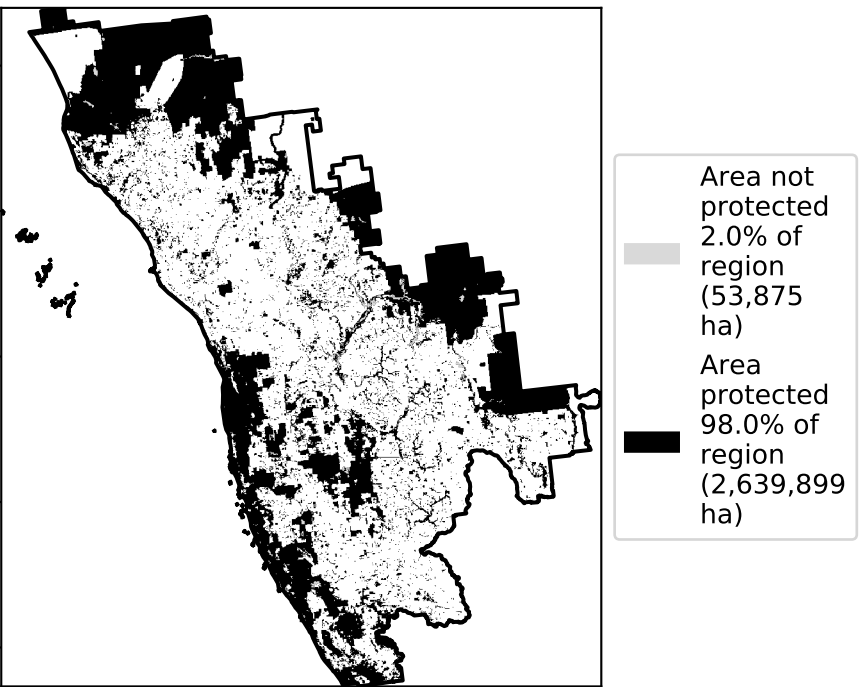 Area not
protected
2.0% of
region
(53,875
ha)
Area
protected
98.0% of
region
(2,639,899
ha)